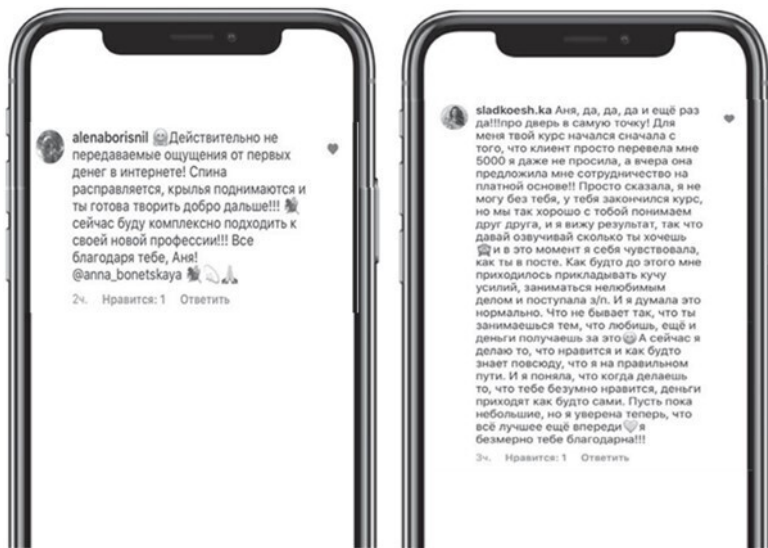 alenaborisnil 🤗Действительно не
передаваемые ощущения от первых
денег в интернете! Спина
расправляется, крылья поднимаются и
ты готова творить добро дальше!!!
сейчас буду комплексно подходить к
своей новой профессии!!! Все
благодаря тебе, Аня!
@anna_bonetskaya 🙏
2ч. Нравится: 1 Ответить
sladkoesh.ka Аня, да, да, да и ещё раз
да!!!про дверь в самую точку! Для
меня твой курс начался сначала с
того, что клиент просто перевела мне
5000 я даже не просила, а вчера она
предложила мне сотрудничество на
платной основе!! Просто сказала, я не
могу без тебя, у тебя закончился курс,
но мы так хорошо с тобой понимаем
друг друга, и я вижу результат, так что
давай озвучивай сколько ты хочешь
🙈и в этот момент я себя чувствовала,
как ты в посте. Как будто до этого мне
приходилось прикладывать кучу
усилий, заниматься нелюбимым
делом и поступала з/п. И я думала это
нормально. Что не бывает так, что ты
занимаешься тем, что любишь, ещё и
деньги получаешь за это А сейчас я
делаю то, что нравится и как будто
знает повсюду, что я на правильном
пути. И я поняла, что когда делаешь
то, что тебе безумно нравится, деньги
приходят как будто сами. Пусть пока
небольшие, но я уверена теперь, что
всё лучшее ещё впереди🤍я
безмерно тебе благодарна!!!
3ч. Нравится: 1 Ответить